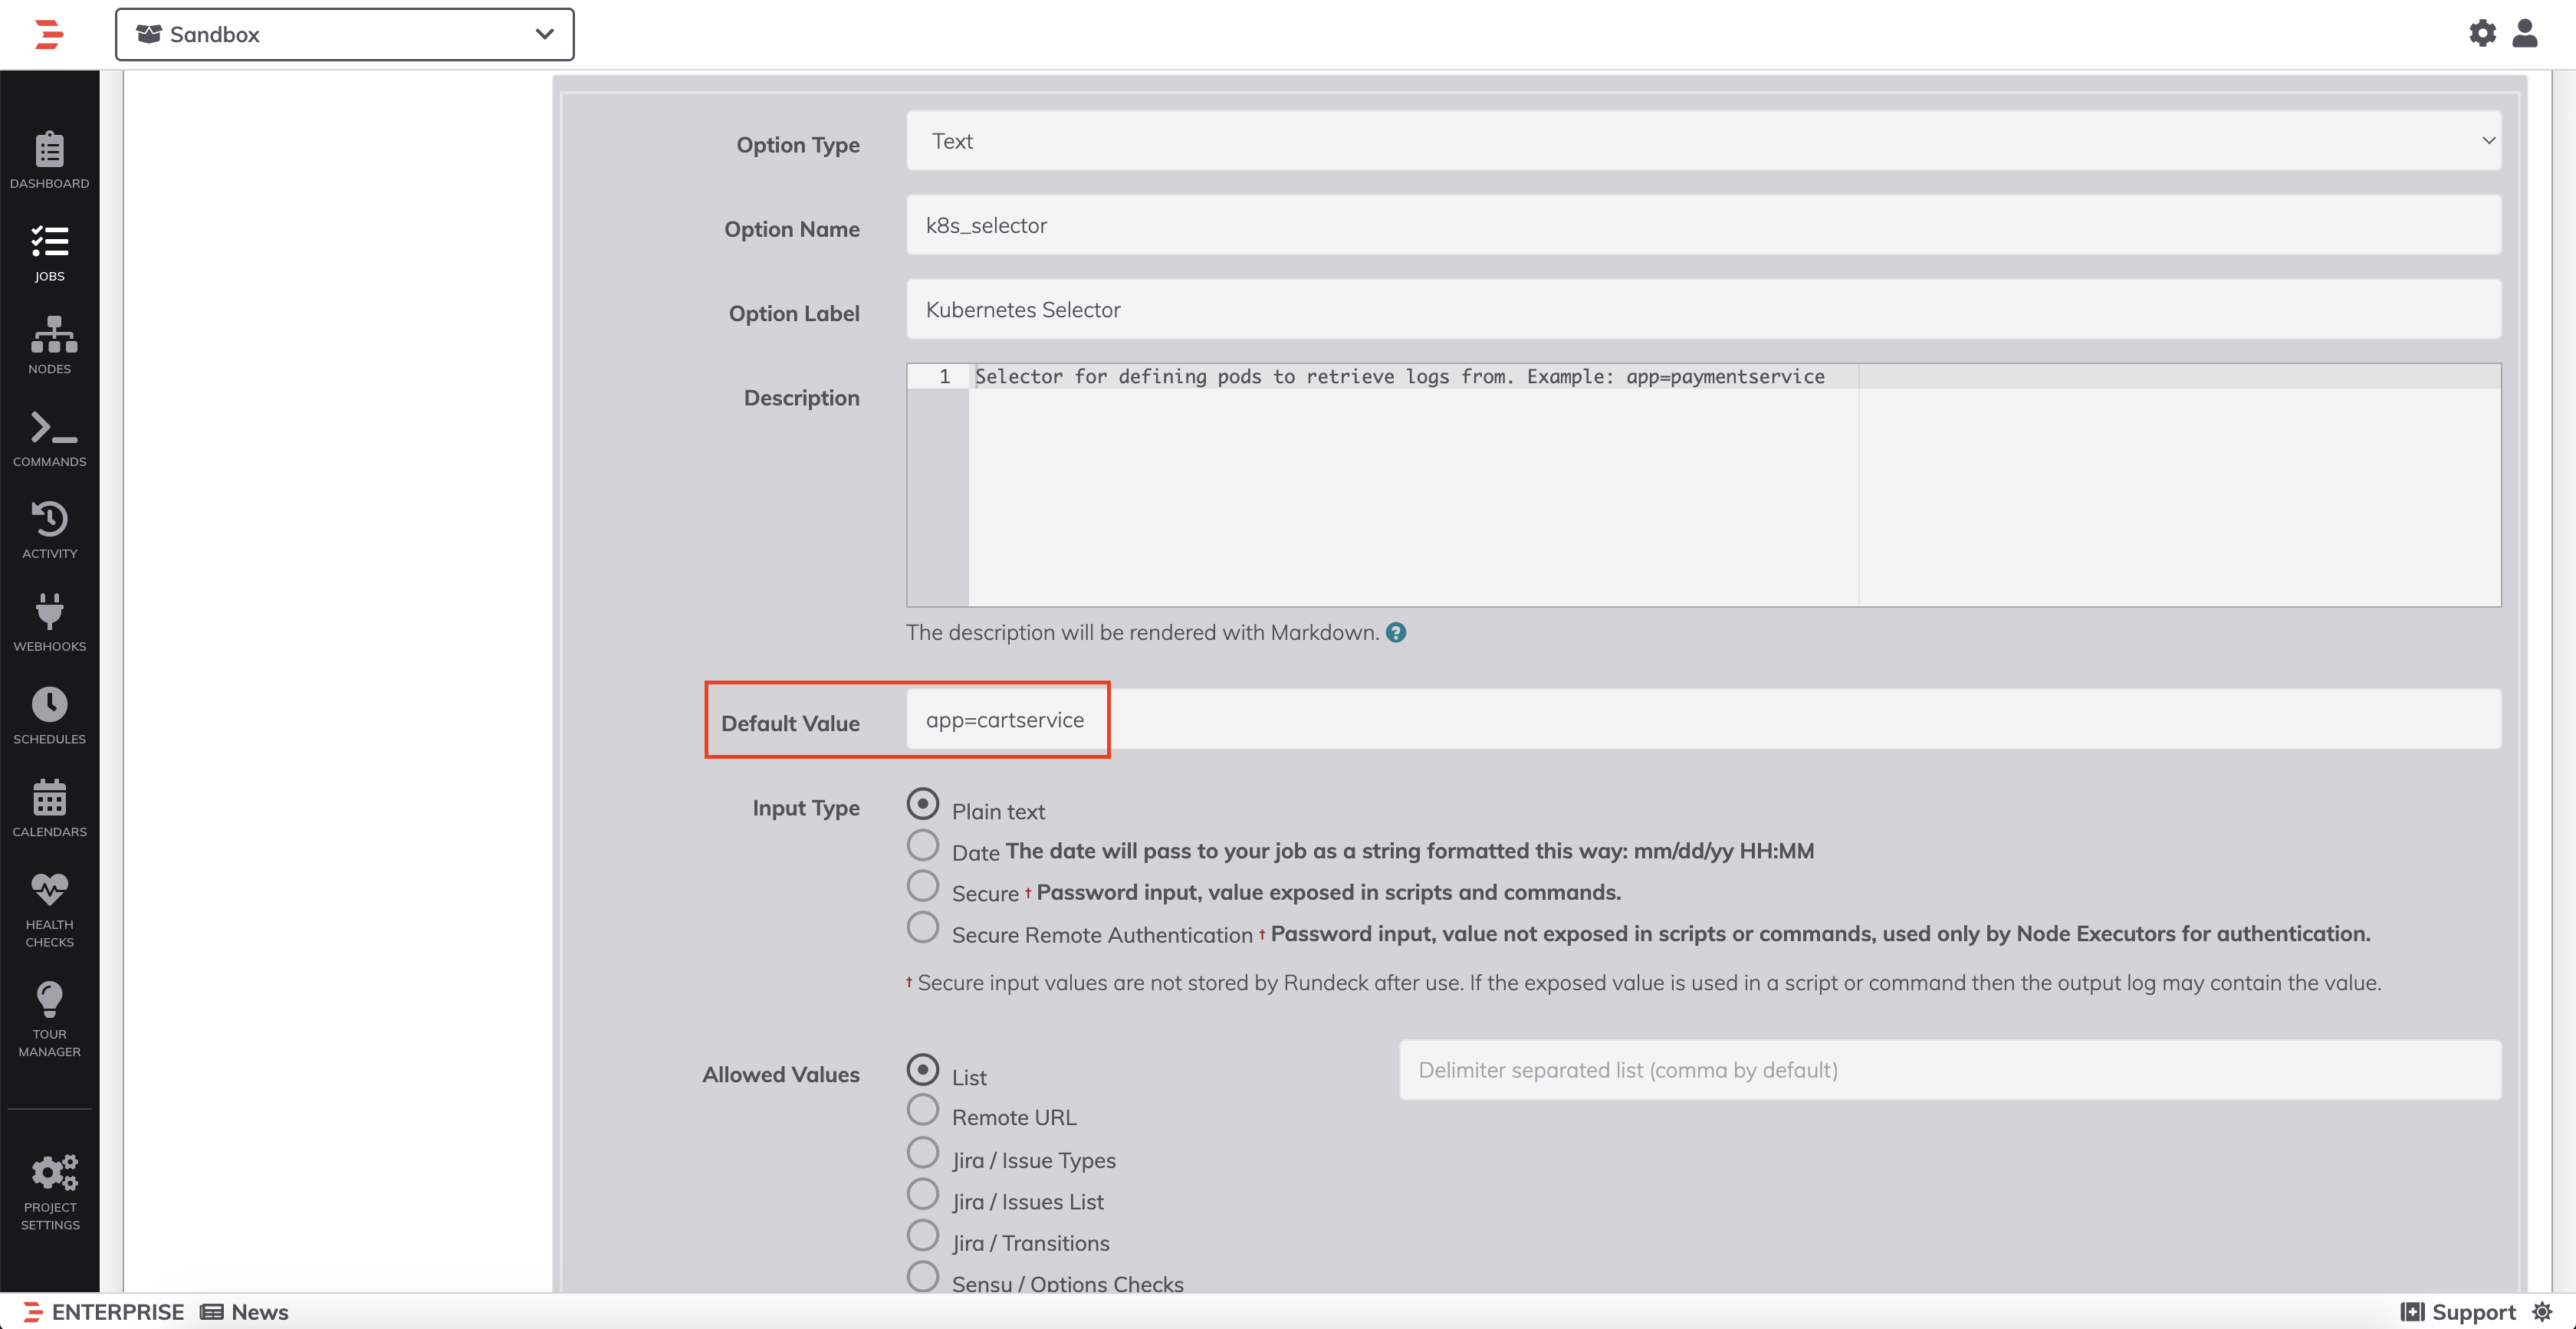 Sandbox
DASHBOARD
JOBS
NODES
COMMANDS
ACTIVITY
WEBHOOKS
SCHEDULES
CALENDARS
HEALTH
CHECKS
TOUR
MANAGER
PROJECT
SETTINGS
Option Type
Text
Option Name
k8s_selector
Option Label
Kubernetes Selector
Description
1 Selector for defining pods to retrieve logs from. Example: app=paymentservice
The description will be rendered with Markdown. ?
Default Value
app=cartservice
Input Type
Plain text
Date The date will pass to your job as a string formatted this way: mm/dd/yy HH:MM
Secure † Password input, value exposed in scripts and commands.
Secure Remote Authentication † Password input, value not exposed in scripts or commands, used only by Node Executors for authentication.
† Secure input values are not stored by Rundeck after use. If the exposed value is used in a script or command then the output log may contain the value.
Allowed Values
List
Delimiter separated list (comma by default)
Remote URL
Jira / Issue Types
Jira / Issues List
Jira / Transitions
Sensu / Options Checks
ENTERPRISE News
Support